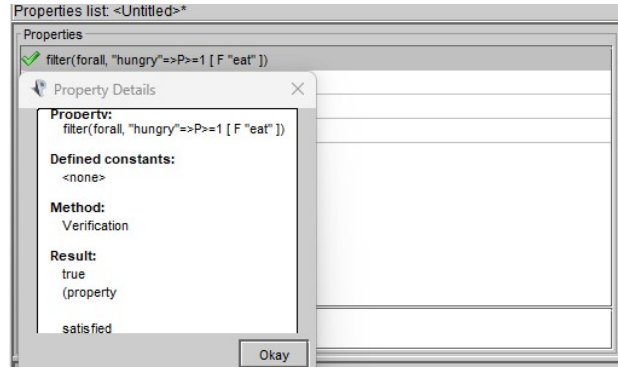 Properties list: <Untitled>*
Properties
filter(forall, "hungry"=>P>=1 [ F "eat" ])
Property Details
Property:
filter(forall, "hungry"=>P>=1 [ F "eat" ])
Defined constants:
<none>
Method:
Verification
Result:
true
(property
satisfied
Okay